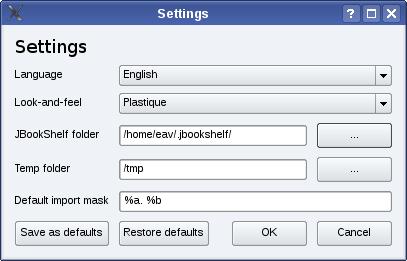 Settings
Settings
Language English
Look-and-feel Plastique
JBookShelf folder /home/eav/.jbookshelf/ ...
Temp folder /tmp ...
Default import mask %a. %b
Save as defaults Restore defaults OK Cancel